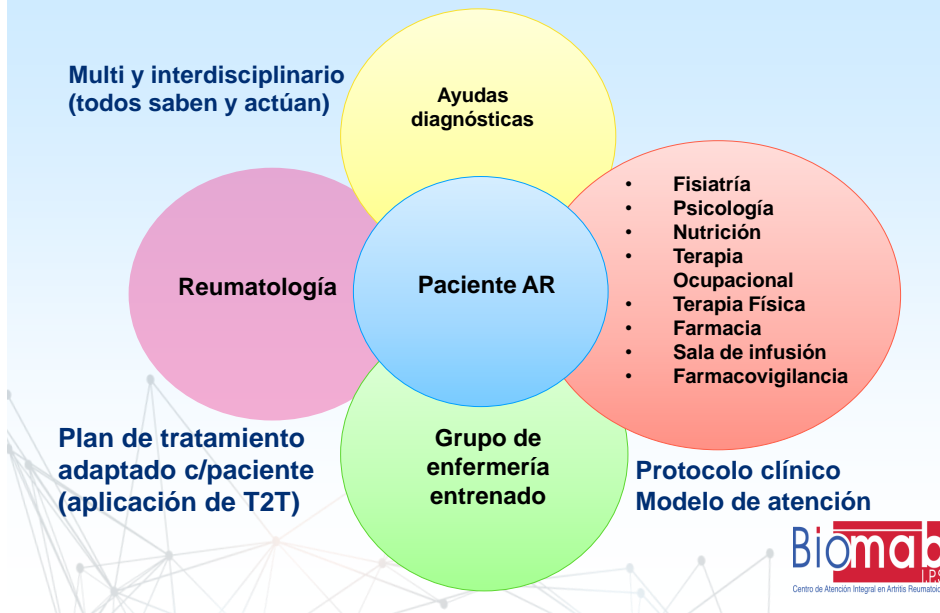 Multi y interdisciplinario
(todos saben y actúan)
Ayudas
diagnósticas
Reumatología
Paciente AR
• Fisiatría
• Psicología
• Nutrición
• Terapia
Ocupacional
• Terapia Física
• Farmacia
• Sala de infusión
• Farmacovigilancia
Plan de tratamiento
adaptado c/paciente
(aplicación de T2T)
Grupo de
enfermería
entrenado
Protocolo clínico
Modelo de atención
Biomab
I.P.S
Centro de Atención Integral en Artritis Reumatoid